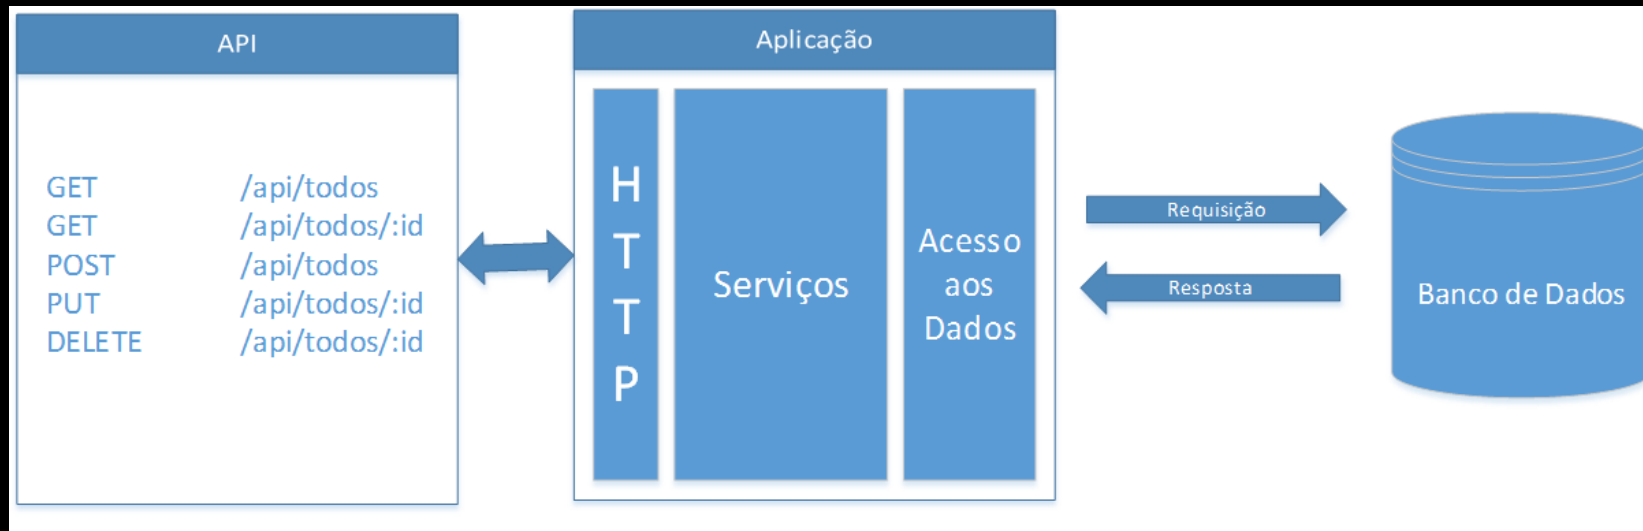 API
GET /api/todos
GET /api/todos/:id
POST /api/todos
PUT /api/todos/:id
DELETE /api/todos/:id
Aplicação
HTTP
Serviços
Acesso
aos
Dados
Requisição
Resposta
Banco de Dados